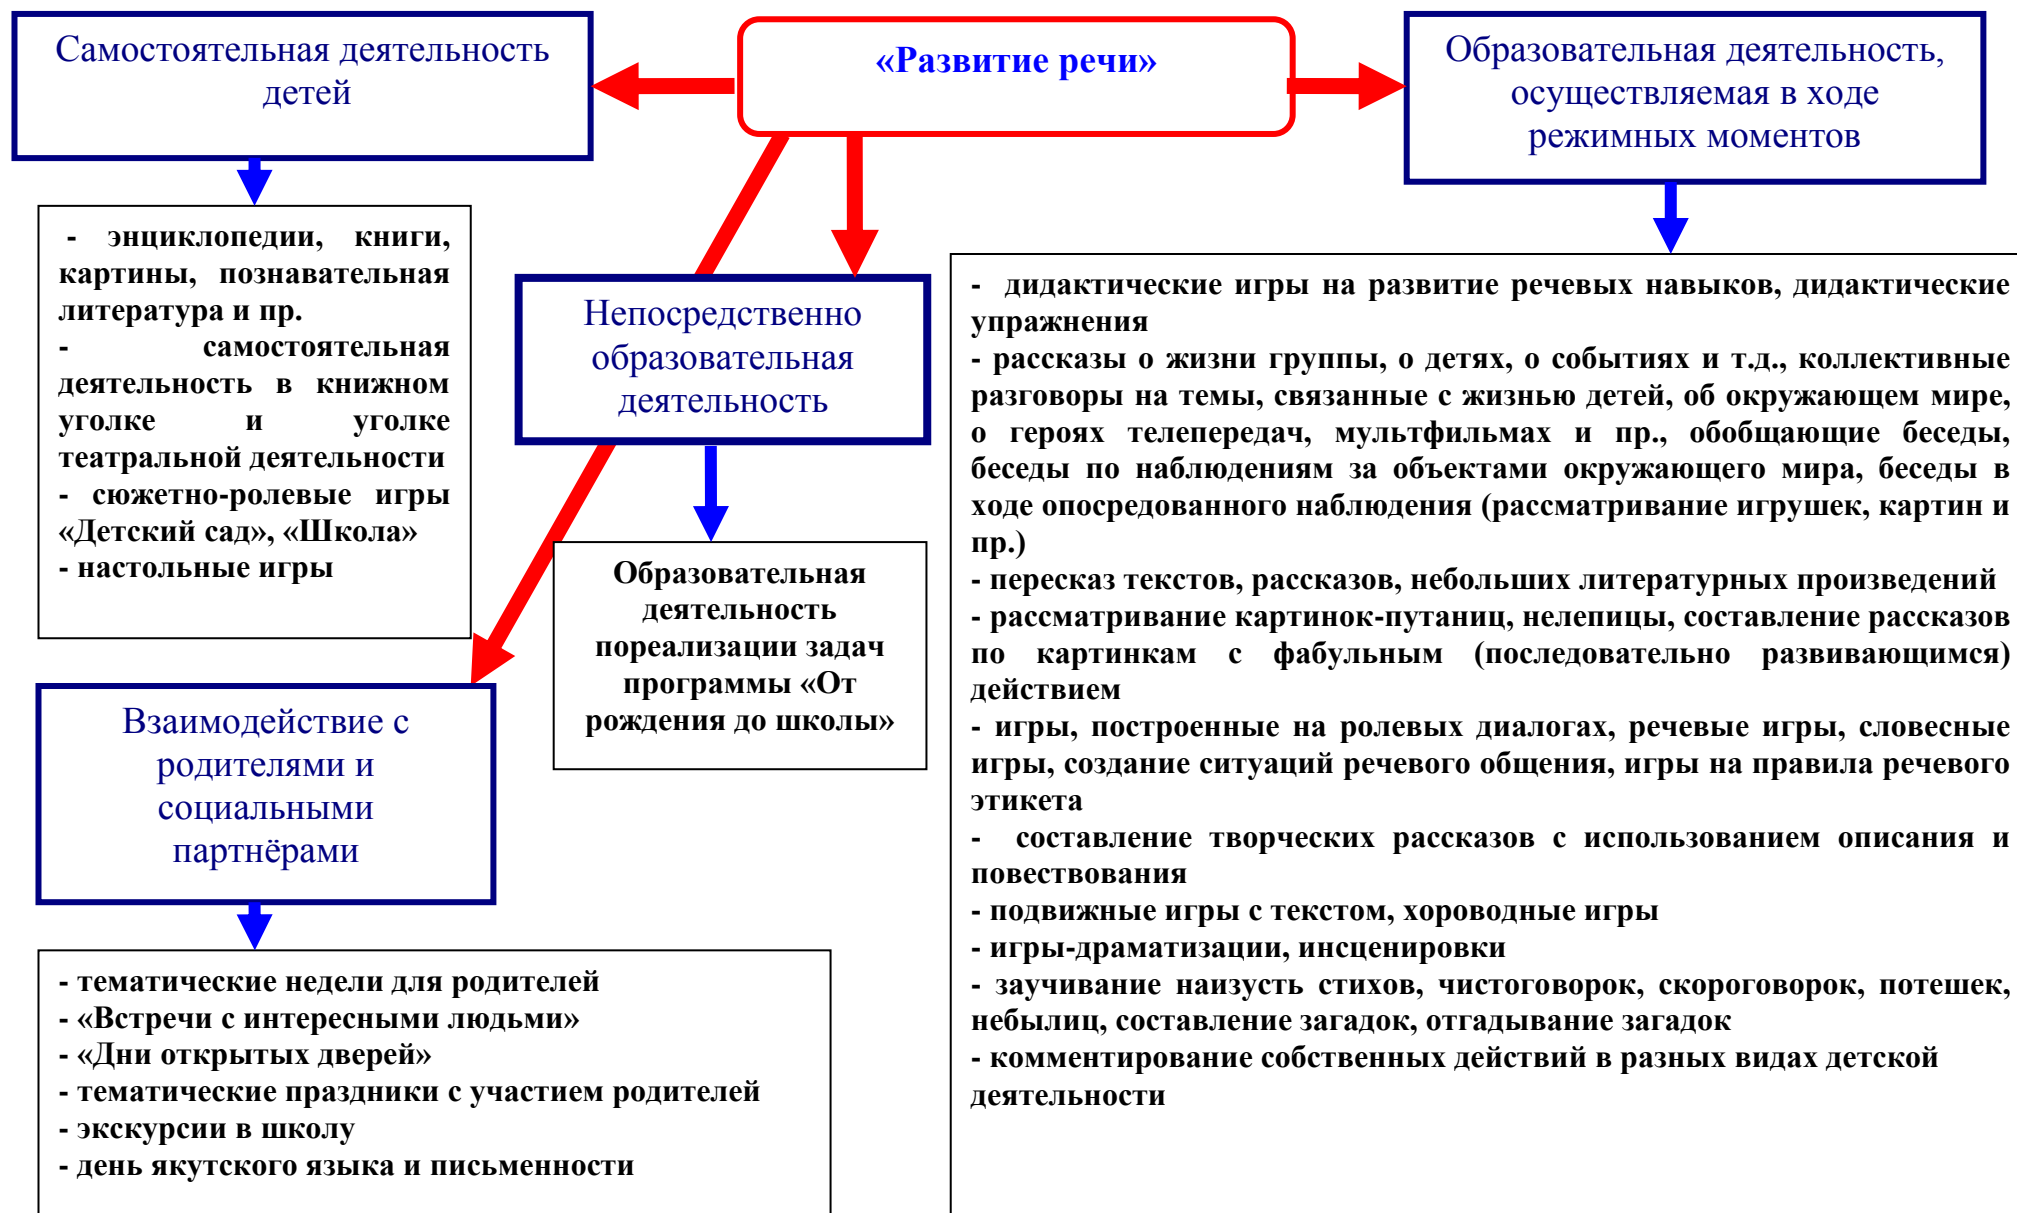 Самостоятельная деятельность
детей
«Развитие речи»
Образовательная деятельность,
осуществляемая в ходе
режимных моментов
- энциклопедии, книги,
картины, познавательная
литература и пр.
- самостоятельная
деятельность в книжном
уголке и уголке
театральной деятельности
- сюжетно-ролевые игры
«Детский сад», «Школа»
- настольные игры
Непосредственно
образовательная
деятельность
Образовательная
деятельность
пореализации задач
программы «От
рождения до школы»
Взаимодействие с
родителями и
социальными
партнёрами
- тематические недели для родителей
- «Встречи с интересными людьми»
- «Дни открытых дверей»
- тематические праздники с участием родителей
- экскурсии в школу
- день якутского языка и письменности
- дидактические игры на развитие речевых навыков, дидактические
упражнения
- рассказы о жизни группы, о детях, о событиях и т.д., коллективные
разговоры на темы, связанные с жизнью детей, об окружающем мире,
о героях телепередач, мультфильмах и пр., обобщающие беседы,
беседы по наблюдениям за объектами окружающего мира, беседы в
ходе опосредованного наблюдения (рассматривание игрушек, картин и
пр.)
- пересказ текстов, рассказов, небольших литературных произведений
- рассматривание картинок-путаниц, нелепицы, составление рассказов
по картинкам с фабульным (последовательно развивающимся)
действием
- игры, построенные на ролевых диалогах, речевые игры, словесные
игры, создание ситуаций речевого общения, игры на правила речевого
этикета
- составление творческих рассказов с использованием описания и
повествования
- подвижные игры с текстом, хороводные игры
- игры-драматизации, инсценировки
- заучивание наизусть стихов, чистоговорок, скороговорок, потешек,
небылиц, составление загадок, отгадывание загадок
- комментирование собственных действий в разных видах детской
деятельности